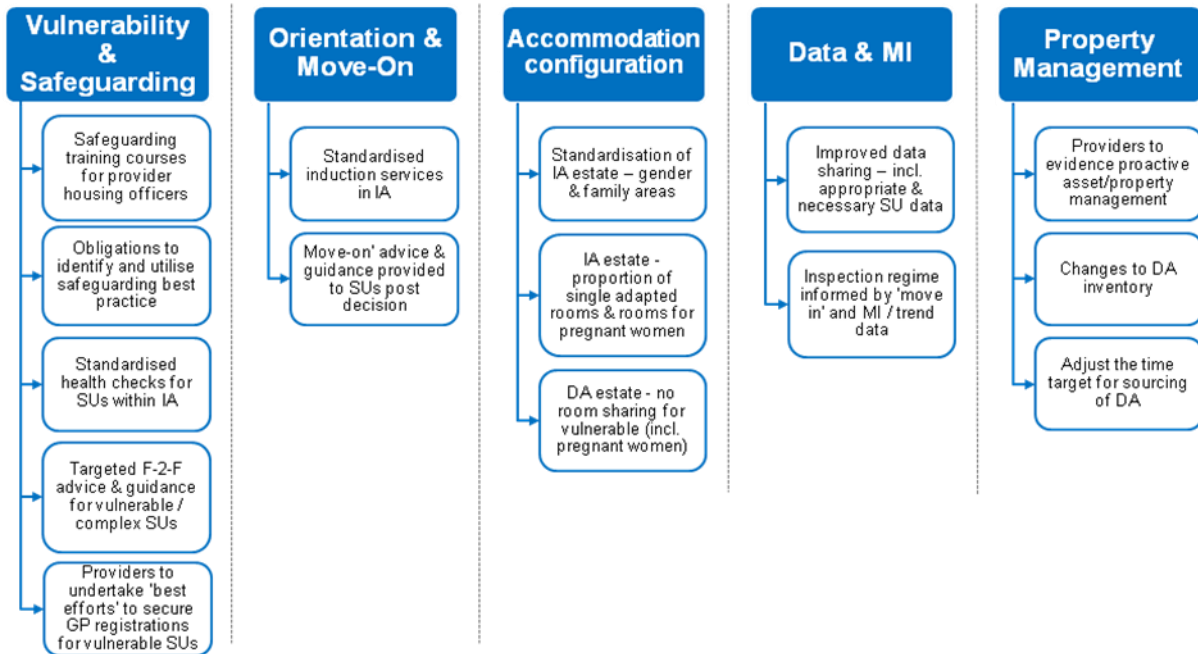 Vulnerability
&
Safeguarding
Safeguarding
training courses
for provider
housing officers
Obligations to
identify and utilise
safeguarding best
practice
Standardised
health checks for
SUs within IA
Targeted F-2-F
advice & guidance
for vulnerable /
complex SUs
Providers to
undertake 'best
efforts' to secure
GP registrations
for vulnerable SUs
Orientation &
Move-On
Standardised
induction services
in IA
Move-on' advice &
guidance provided
to SUs post
decision
Accommodation
configuration
Standardisation of
IA estate – gender
& family areas
IA estate -
proportion of
single adapted
rooms & rooms for
pregnant women
DA estate - no
room sharing for
vulnerable (incl.
pregnant women)
Data & MI
Improved data
sharing – incl.
appropriate &
necessary SU data
Inspection regime
informed by 'move
in' and MI / trend
data
Property
Management
Providers to
evidence proactive
asset/property
management
Changes to DA
inventory
Adjust the time
target for sourcing
of DA